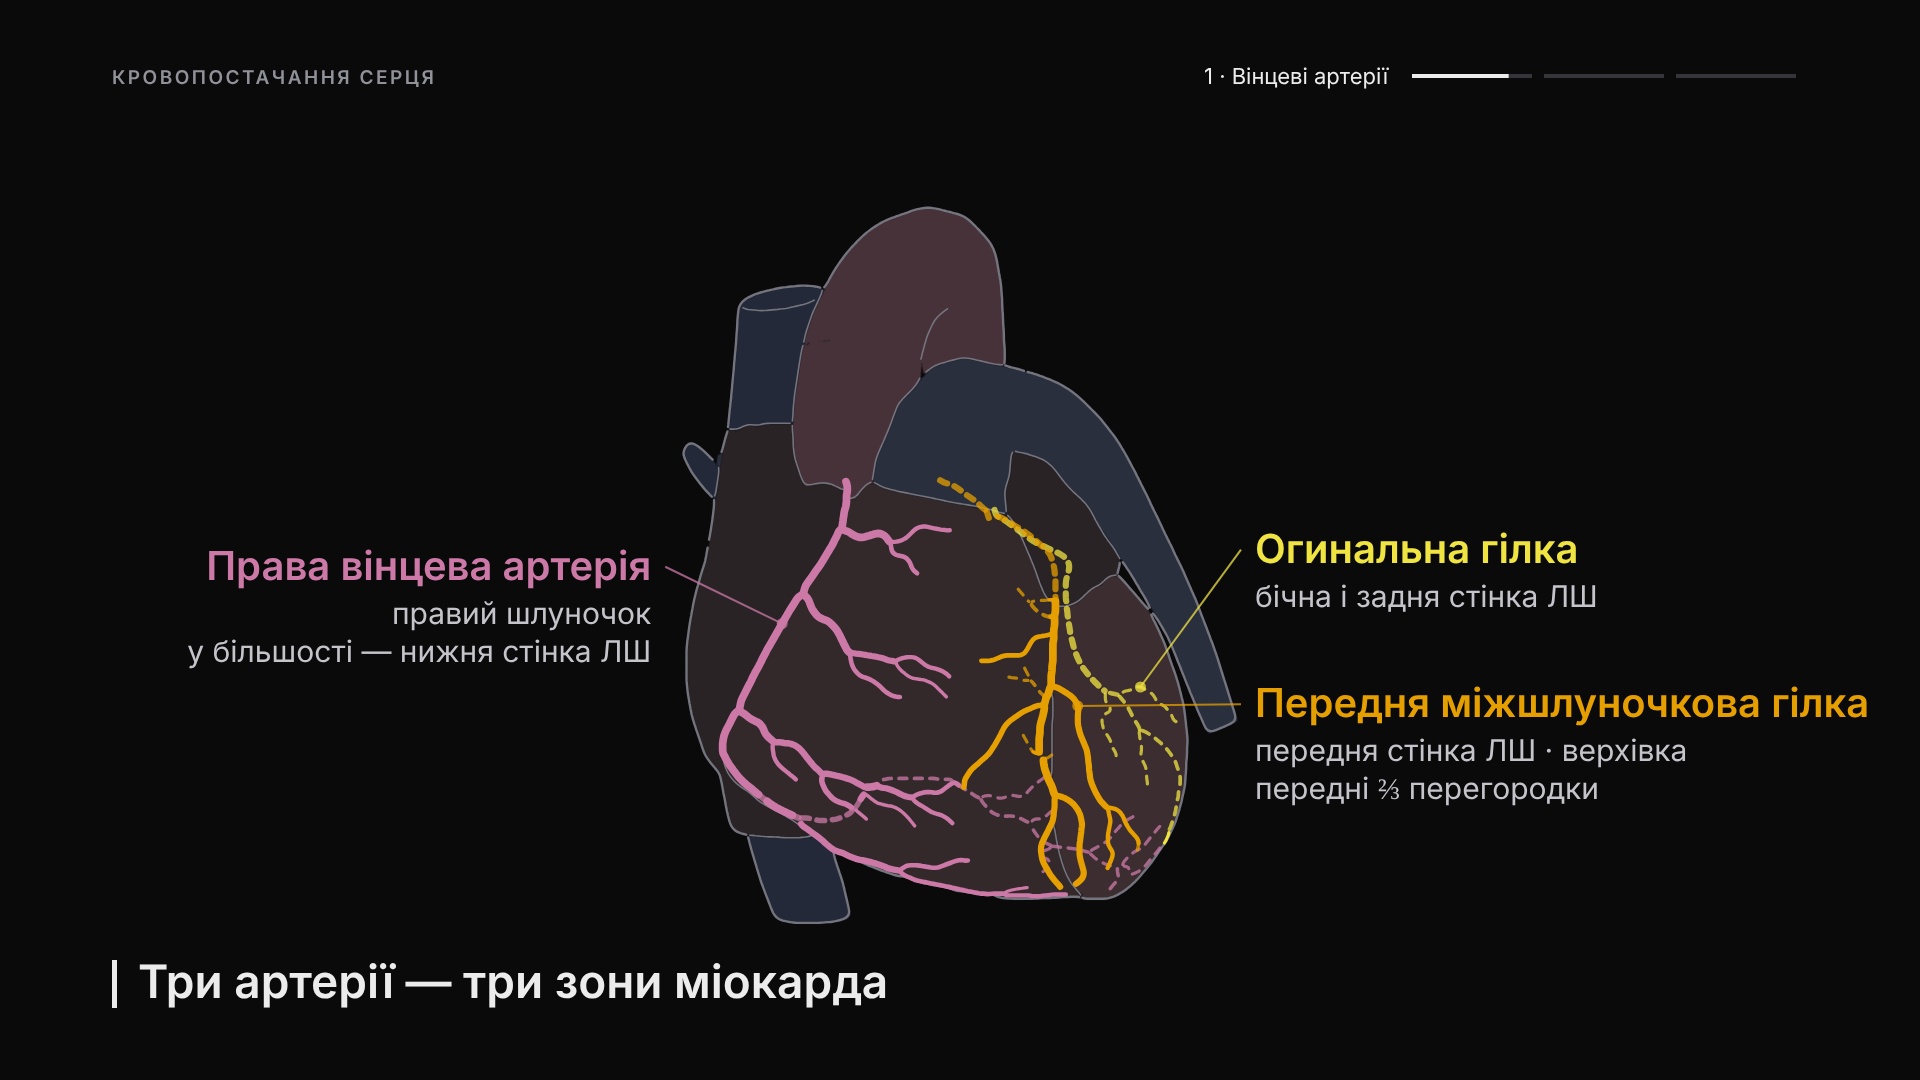 КРОВОПОСТАЧАННЯ СЕРЦЯ
1 · Вінцеві артерії
Права вінцева артерія
правий шлуночок
у більшості — нижня стінка ЛШ
Огинальна гілка
бічна і задня стінка ЛШ
Передня міжшлуночкова гілка
передня стінка ЛШ · верхівка
передні ⅔ перегородки
Три артерії — три зони міокарда